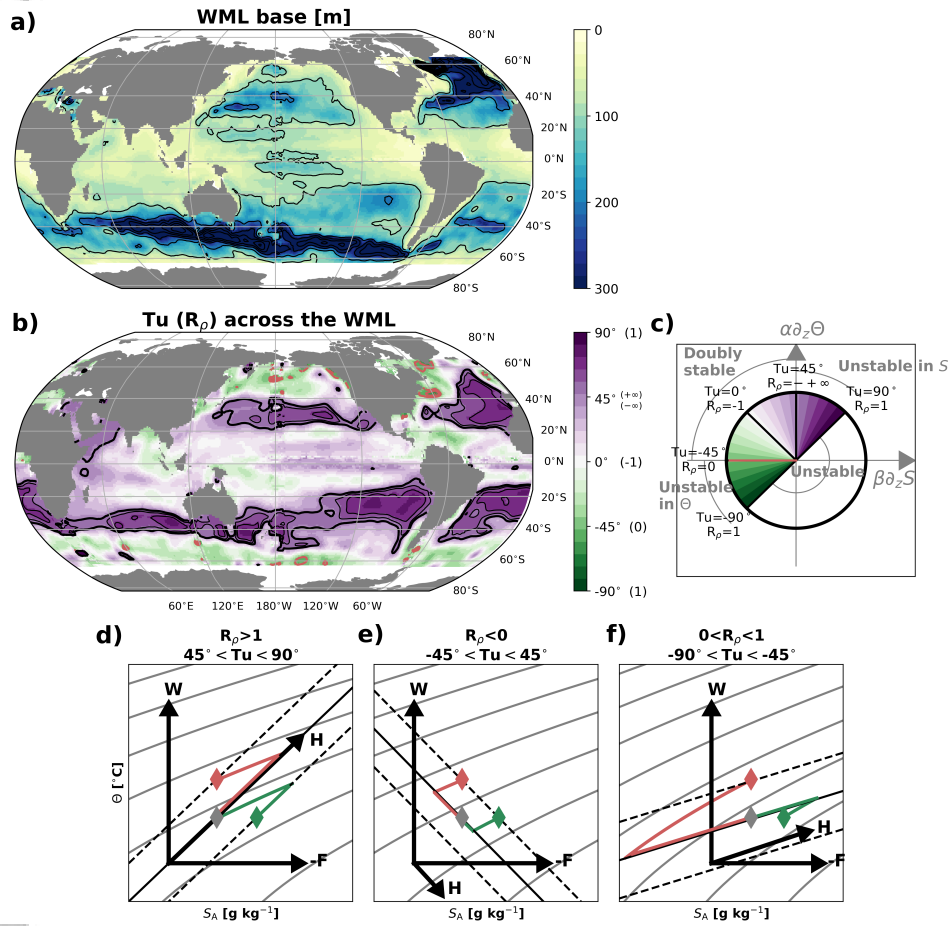 a)
WML base [m]
80°N
60°N
40°N
20°N
0°N
20°S
40°S
60°S
80°S
0
50
100
150
200
250
300
b)
Tu (Rρ) across the WML
80°N
60°N
40°N
20°N
0°N
20°S
40°S
60°S
80°S
60°E 120°E 180°W 120°W 60°W
90° (1)
45° (+∞)
(−∞)
0° (-1)
-45° (0)
-90° (1)
c)
α∂zΘ
Doubly
stable
Unstable in S
Tu=45°
Rρ=− +∞
Tu=0°
Rρ=-1
Tu=90°
Rρ=1
Tu=-45°
Rρ=0
Unstable
β∂zS
Unstable
in Θ
Tu=-90°
Rρ=1
d)
Rρ>1
45°<Tu<90°
W
H
-F
Θ [°C]
SA [g kg⁻¹]
e)
Rρ<0
-45°<Tu<45°
W
-F
H
SA [g kg⁻¹]
f)
0<Rρ<1
-90°<Tu<-45°
W
H
-F
SA [g kg⁻¹]